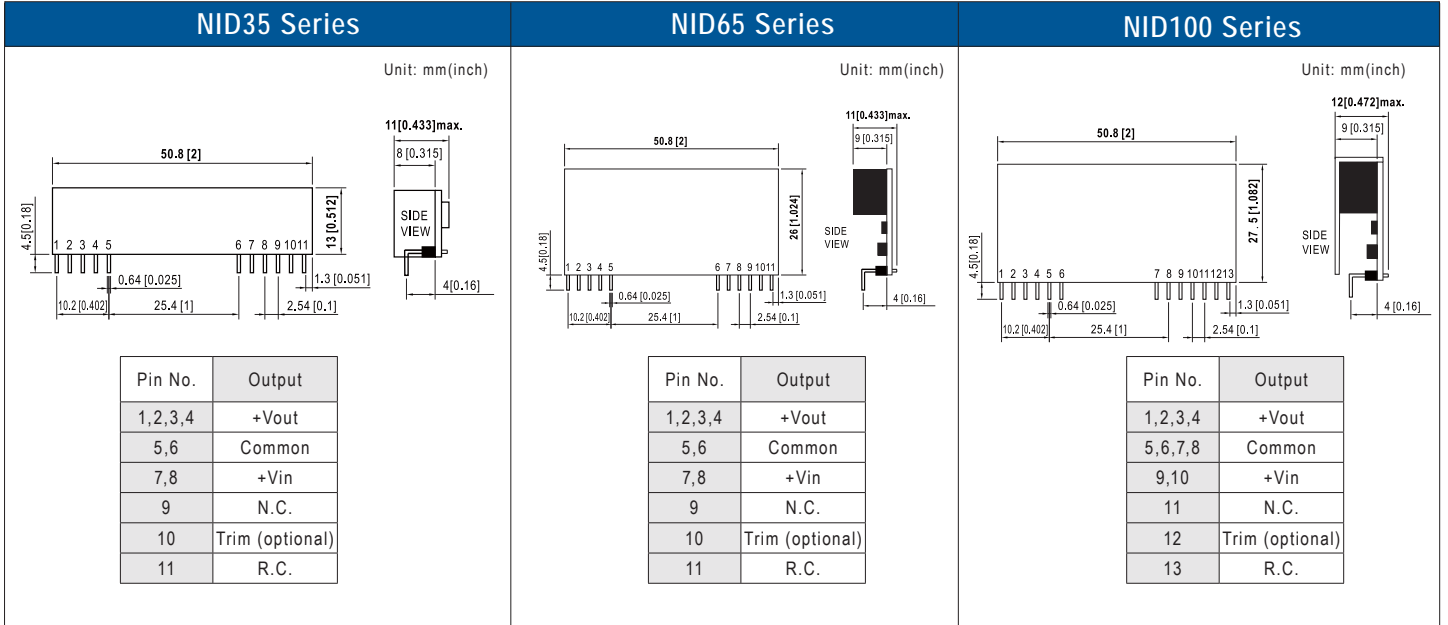 NID35 Series
Unit: mm(inch)
11[0.433]max.
8 [0.315]
50.8 [2]
4.5[0.18]
13 [0.512]
SIDE
VIEW
1 2 3 4 5 6 7 8 9 10 11
0.64 [0.025]
1.3 [0.051]
4[0.16]
10.2 [0.402]
25.4 [1]
2.54 [0.1]
Pin No. Output
1,2,3,4 +Vout
5,6 Common
7,8 +Vin
9 N.C.
10 Trim (optional)
11 R.C.
NID65 Series
Unit: mm(inch)
11[0.433]max.
9 [0.315]
50.8 [2]
4.5[0.18]
26 [1.024]
SIDE
VIEW
1 2 3 4 5 6 7 8 9 10 11
0.64 [0.025]
1.3 [0.051]
4 [0.16]
10.2 [0.402]
25.4 [1]
2.54 [0.1]
Pin No. Output
1,2,3,4 +Vout
5,6 Common
7,8 +Vin
9 N.C.
10 Trim (optional)
11 R.C.
NID100 Series
Unit: mm(inch)
12[0.472]max.
9 [0.315]
50.8 [2]
4.5[0.18]
27.5 [1.082]
SIDE
VIEW
1 2 3 4 5 6 7 8 9 10 11 12 13
0.64 [0.025]
1.3 [0.051]
4 [0.16]
10.2 [0.402]
25.4 [1]
2.54 [0.1]
Pin No. Output
1,2,3,4 +Vout
5,6,7,8 Common
9,10 +Vin
11 N.C.
12 Trim (optional)
13 R.C.